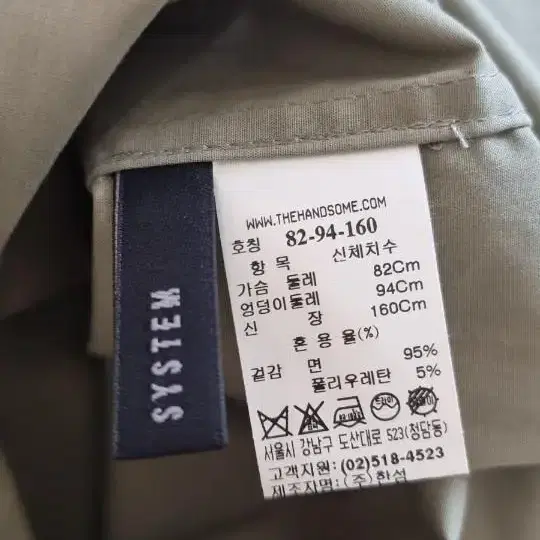 SYSTEM
WWW.THEHANDSOME.COM
호칭 82-94-160
항 목 신체치수
가슴 둘레 82Cm
엉덩이둘레 94Cm
신 장 160Cm
혼 용 율(%)
겉감 면 95%
폴리우레탄 5%
드라이
서울시 강남구 도산대로 523(청담동)
고객지원: (02)518-4523
제조자명: (주)한섬